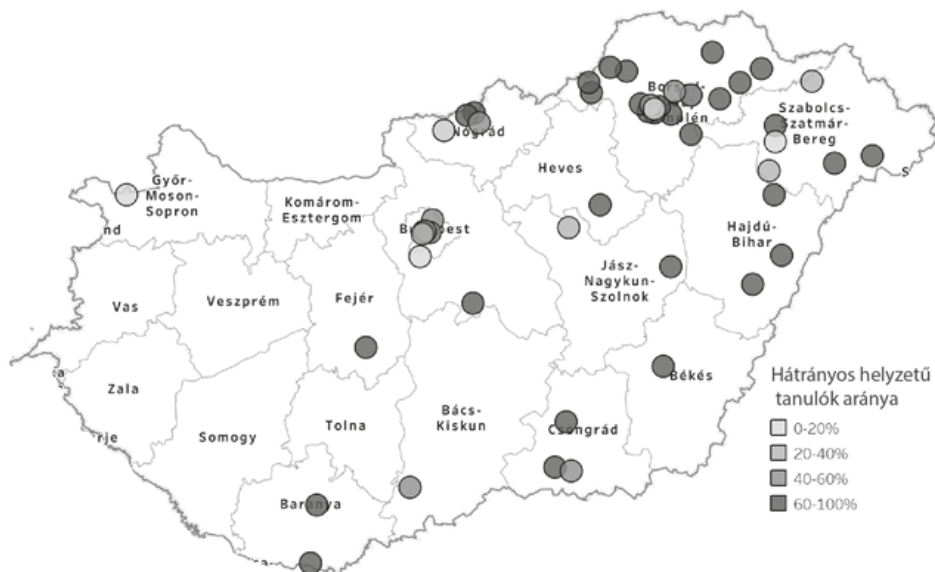 Szabolcs-
Szatmár-
Bereg
Nógrád
Heves
Győr-
Moson-
Sopron
Komárom-
Esztergom
nd
Hajdú-
Bihar
Jász-
Nagykun-
Szolnok
Vas
Veszprém
Fejér
Békés
Zala
Bács-
Kiskun
Somogy
Tolna
Csongrád
Baranya
Hátrányos helyzetű
tanulók aránya
0-20%
20-40%
40-60%
60-100%